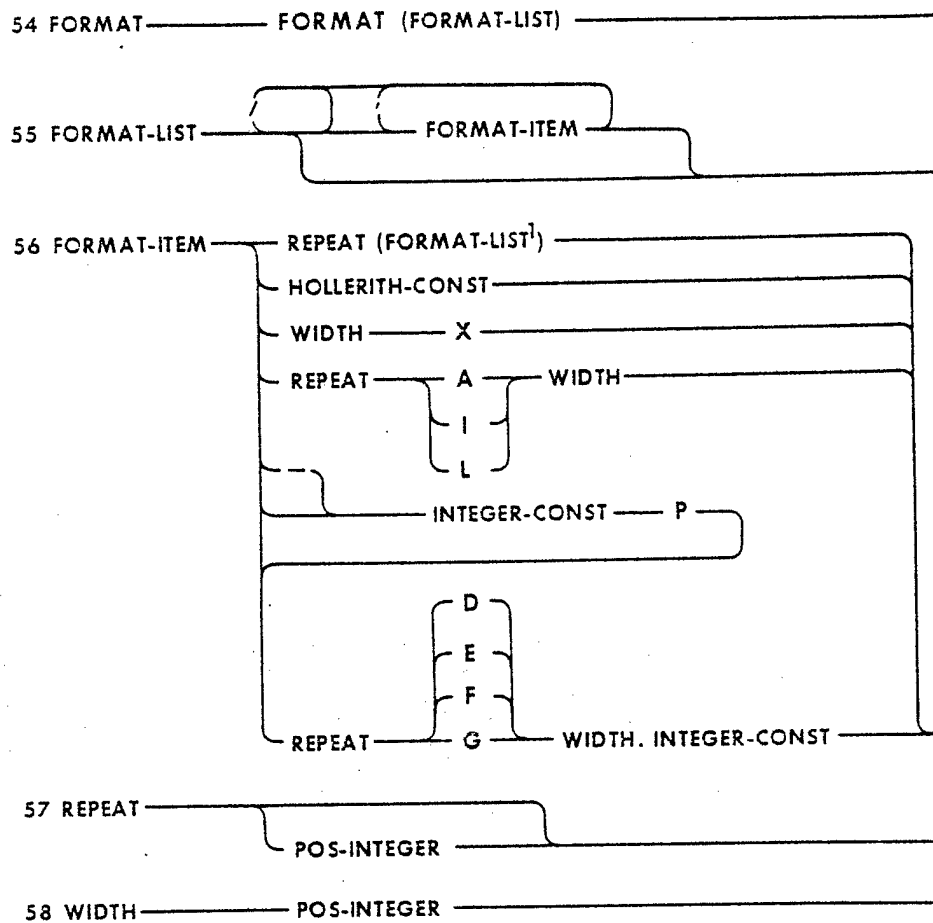 54 FORMAT FORMAT (FORMAT-LIST)
/ ,
55 FORMAT-LIST FORMAT-ITEM
56 FORMAT-ITEM REPEAT (FORMAT-LIST¹)
HOLLERITH-CONST
WIDTH X
REPEAT A WIDTH
I
L
-
INTEGER-CONST P
D
E
F
REPEAT G WIDTH. INTEGER-CONST
57 REPEAT
POS-INTEGER
58 WIDTH POS-INTEGER